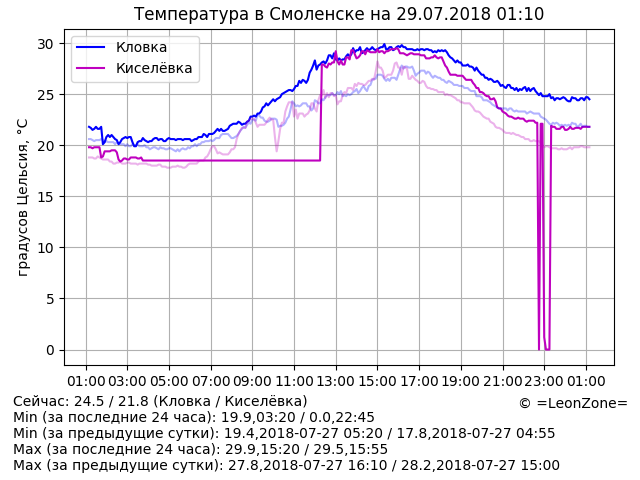 Температура в Смоленске на 29.07.2018 01:10
Кловка
Киселёвка
градусов Цельсия, °C
30
25
20
15
10
5
0
01:00 03:00 05:00 07:00 09:00 11:00 13:00 15:00 17:00 19:00 21:00 23:00 01:00
Сейчас: 24.5 / 21.8 (Кловка / Киселёвка)
© =LeonZone=
Min (за последние 24 часа): 19.9,03:20 / 0.0,22:45
Min (за предыдущие сутки): 19.4,2018-07-27 05:20 / 17.8,2018-07-27 04:55
Max (за последние 24 часа): 29.9,15:20 / 29.5,15:55
Max (за предыдущие сутки): 27.8,2018-07-27 16:10 / 28.2,2018-07-27 15:00